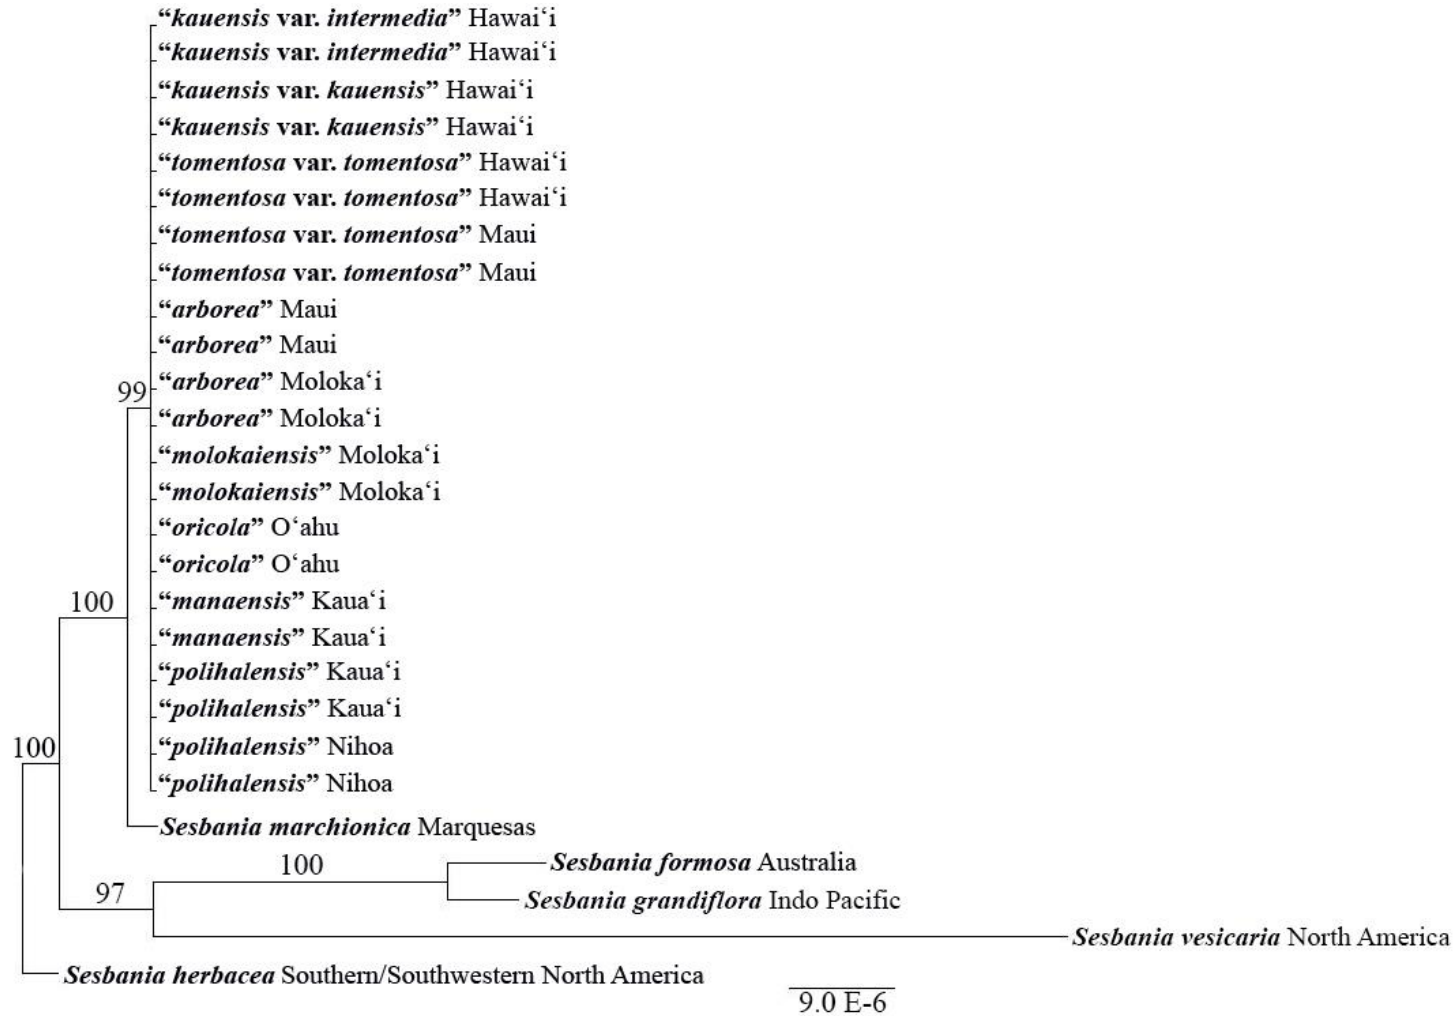 “kauensis var. intermedia” Hawai‘i
“kauensis var. intermedia” Hawai‘i
“kauensis var. kauensis” Hawai‘i
“kauensis var. kauensis” Hawai‘i
“tomentosa var. tomentosa” Hawai‘i
“tomentosa var. tomentosa” Hawai‘i
“tomentosa var. tomentosa” Maui
“tomentosa var. tomentosa” Maui
“arborea” Maui
“arborea” Maui
99
“arborea” Moloka‘i
“arborea” Moloka‘i
“molokaiensis” Moloka‘i
“molokaiensis” Moloka‘i
“oricola” O‘ahu
“oricola” O‘ahu
100
“manaensis” Kaua‘i
“manaensis” Kaua‘i
“polihalensis” Kaua‘i
“polihalensis” Kaua‘i
100
“polihalensis” Nihoa
“polihalensis” Nihoa
Sesbania marchionica Marquesas
100
Sesbania formosa Australia
97
Sesbania grandiflora Indo Pacific
Sesbania vesicaria North America
Sesbania herbacea Southern/Southwestern North America
9.0 E-6